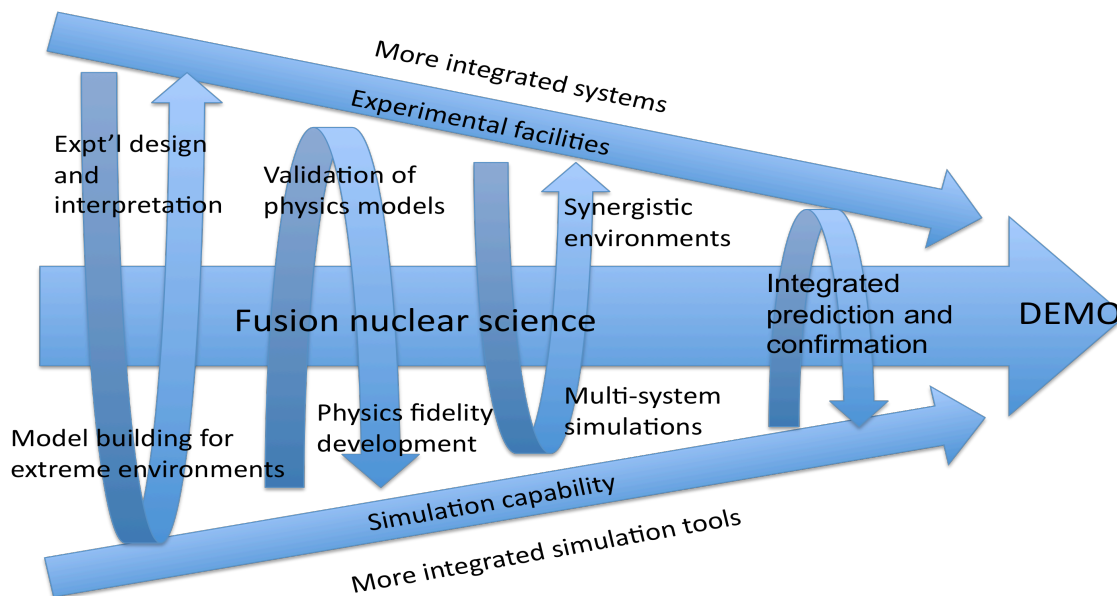 More integrated systems
Experimental facilities
Expt’l design
and
interpretation
Validation of
physics models
Synergistic
environments
Fusion nuclear science
Integrated
prediction and
confirmation
DEMO
Model building for
extreme environments
Physics fidelity
development
Multi-system
simulations
Simulation capability
More integrated simulation tools